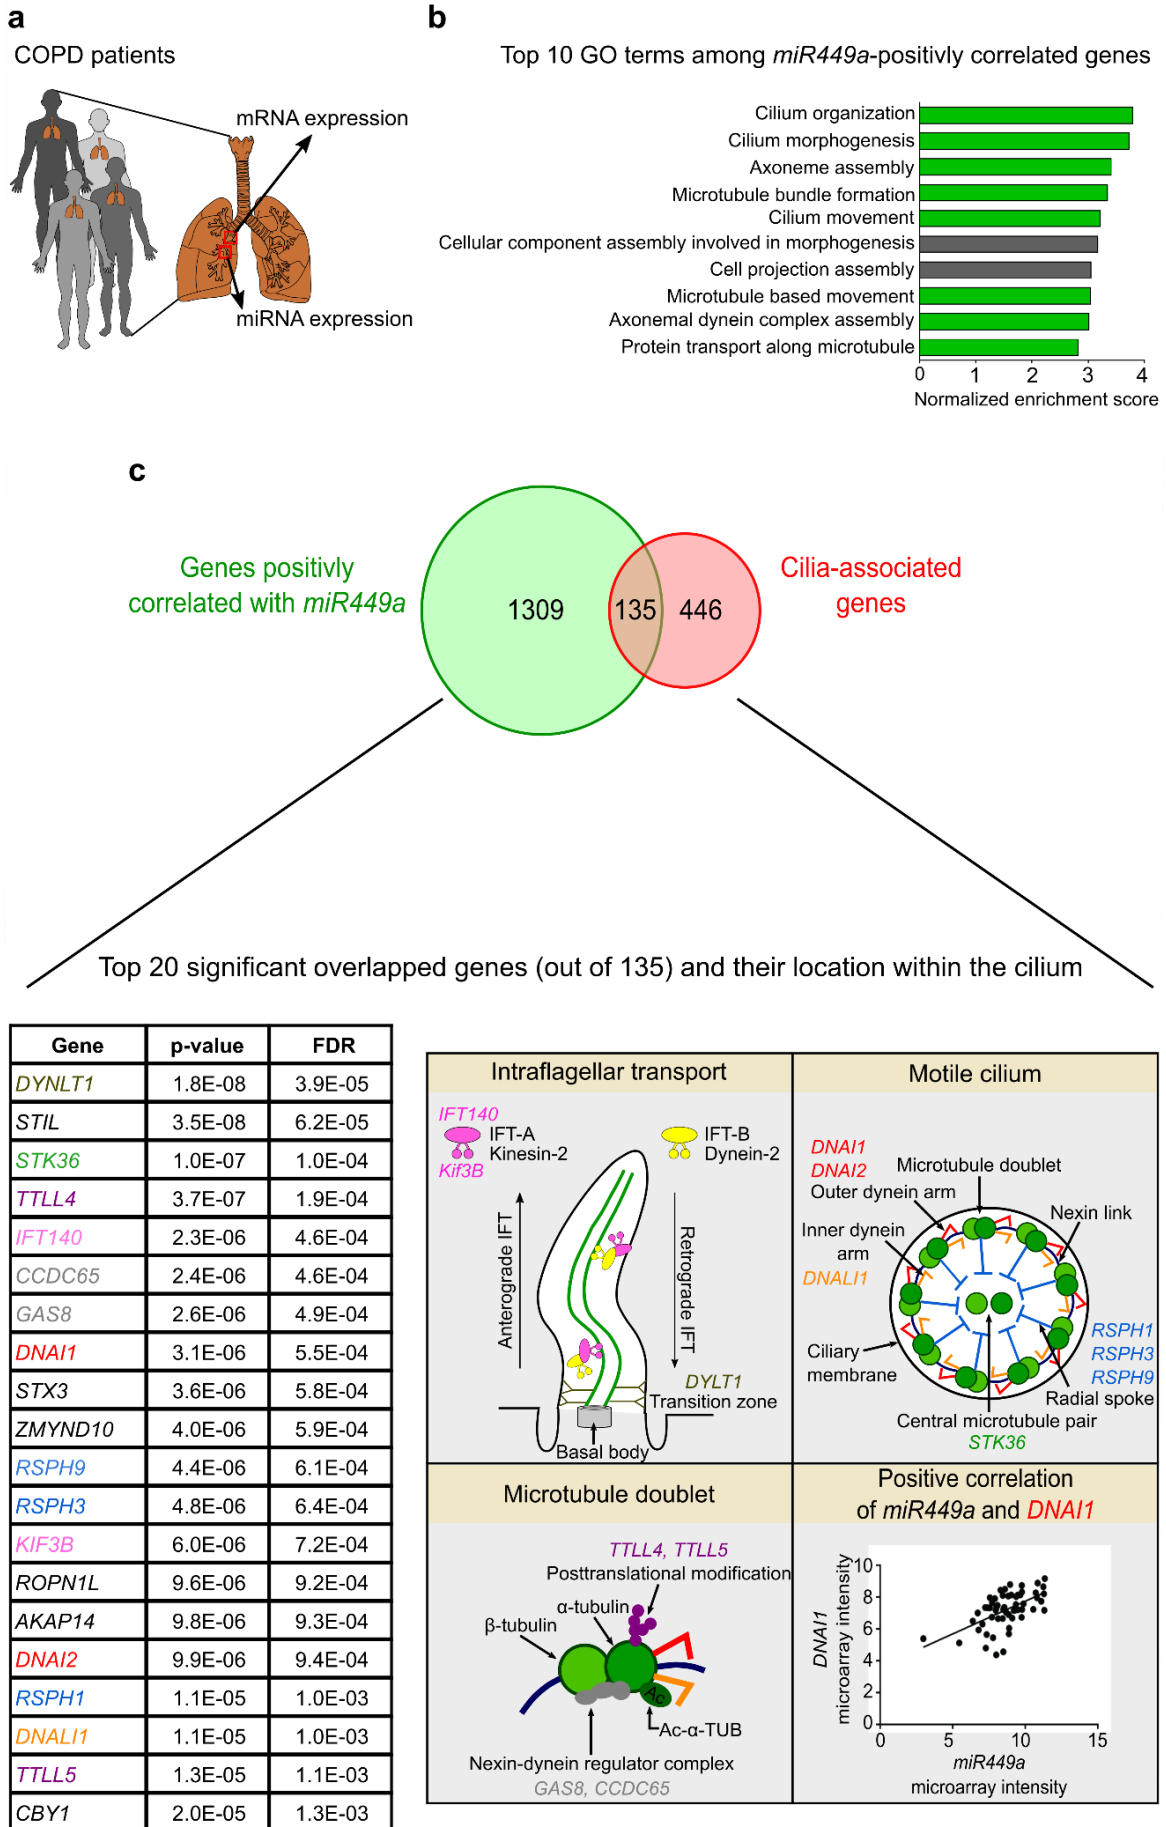 a
COPD patients
mRNA expression
miRNA expression
b
Top 10 GO terms among miR449a-positivly correlated genes
Cilium organization
Cilium morphogenesis
Axoneme assembly
Microtubule bundle formation
Cilium movement
Cellular component assembly involved in morphogenesis
Cell projection assembly
Microtubule based movement
Axonemal dynein complex assembly
Protein transport along microtubule
0 1 2 3 4
Normalized enrichment score
c
Genes positivly
correlated with miR449a
1309
135
446
Cilia-associated
genes
Top 20 significant overlapped genes (out of 135) and their location within the cilium
Gene p-value FDR
DYNLT1 1.8E-08 3.9E-05
STIL 3.5E-08 6.2E-05
STK36 1.0E-07 1.0E-04
TTLL4 3.7E-07 1.9E-04
IFT140 2.3E-06 4.6E-04
CCDC65 2.4E-06 4.6E-04
GAS8 2.6E-06 4.9E-04
DNAI1 3.1E-06 5.5E-04
STX3 3.6E-06 5.8E-04
ZMYND10 4.0E-06 5.9E-04
RSPH9 4.4E-06 6.1E-04
RSPH3 4.8E-06 6.4E-04
KIF3B 6.0E-06 7.2E-04
ROPN1L 9.6E-06 9.2E-04
AKAP14 9.8E-06 9.3E-04
DNAI2 9.9E-06 9.4E-04
RSPH1 1.1E-05 1.0E-03
DNALI1 1.1E-05 1.0E-03
TTLL5 1.3E-05 1.1E-03
CBY1 2.0E-05 1.3E-03
Intraflagellar transport
IFT140
IFT-A
Kinesin-2
Kif3B
IFT-B
Dynein-2
Anterograde IFT
Retrograde IFT
DYLT1
Transition zone
Basal body
Motile cilium
DNAI1
DNAI2
Outer dynein arm
Microtubule doublet
Inner dynein
arm
DNALI1
Nexin link
Ciliary
membrane
RSPH1
RSPH3
RSPH9
Radial spoke
Central microtubule pair
STK36
Microtubule doublet
TTLL4, TTLL5
Posttranslational modification
α-tubulin
β-tubulin
Ac
Ac-α-TUB
Nexin-dynein regulator complex
GAS8, CCDC65
Positive correlation
of miR449a and DNAI1
DNAI1
microarray intensity
10
8
6
4
2
0
0 5 10 15
miR449a
microarray intensity